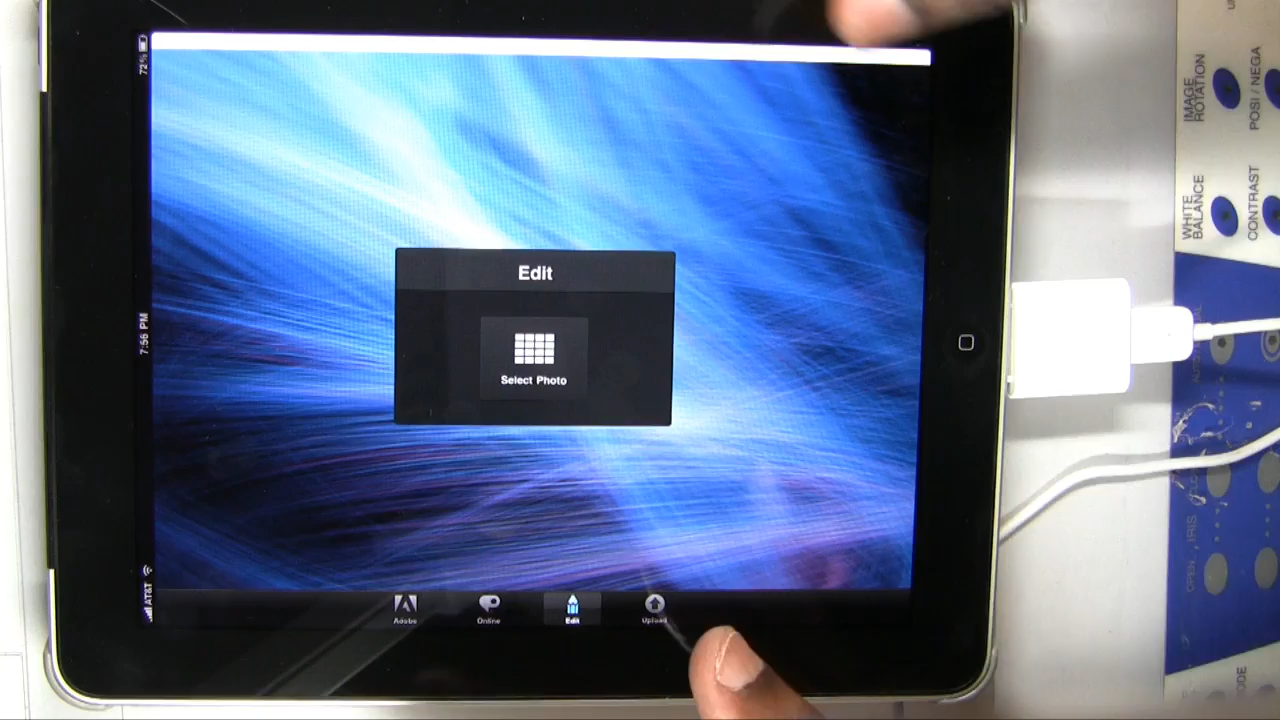 72%
7:56 PM
AT&T
Edit
Select Photo
Adobe
Online
Edit
Upload
IMAGE
ROTATION
POSI / NEGA
WHITE
BALANCE
CONTRAST
OPEN , IRIS